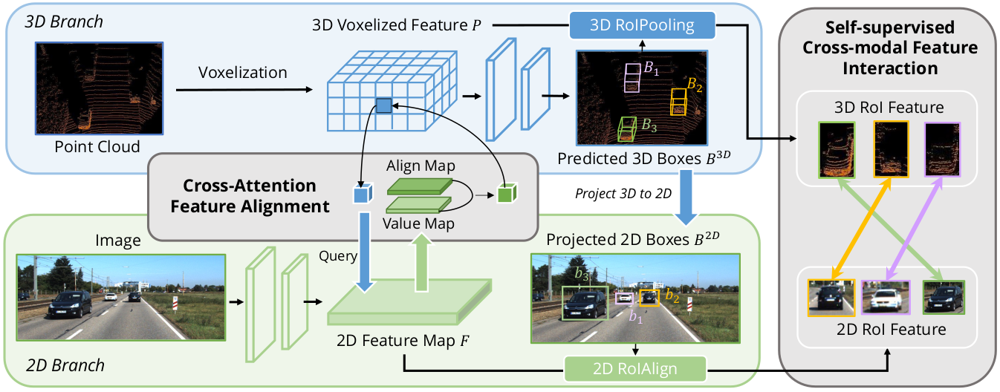 3D Branch
Point Cloud
Voxelization
3D Voxelized Feature P
3D RoIPooling
B1
B2
B3
Predicted 3D Boxes B3D
Project 3D to 2D
Cross-Attention
Feature Alignment
Align Map
Value Map
Query
Image
2D Branch
2D Feature Map F
Projected 2D Boxes B2D
b3
b1
b2
2D RoIAlign
Self-supervised
Cross-modal Feature
Interaction
3D RoI Feature
2D RoI Feature